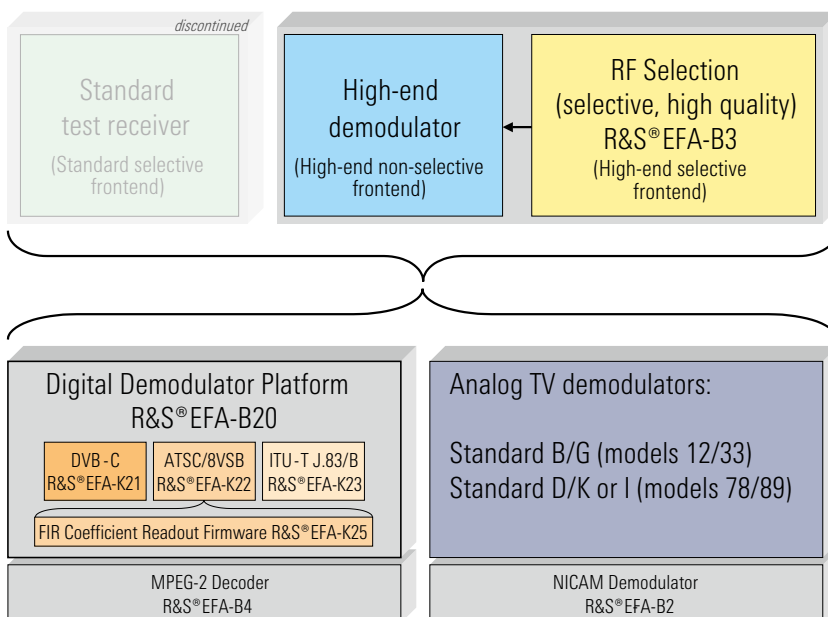 discontinued
Standard
test receiver
(Standard selective
frontend)
High-end
demodulator
(High-end non-selective
frontend)
RF Selection
(selective, high quality)
R&S®EFA-B3
(High-end selective
frontend)
Digital Demodulator Platform
R&S®EFA-B20
DVB-C
R&S®EFA-K21
ATSC/8VSB
R&S®EFA-K22
ITU-T J.83/B
R&S®EFA-K23
FIR Coefficient Readout Firmware R&S®EFA-K25
MPEG-2 Decoder
R&S®EFA-B4
Analog TV demodulators:
Standard B/G (models 12/33)
Standard D/K or I (models 78/89)
NICAM Demodulator
R&S®EFA-B2